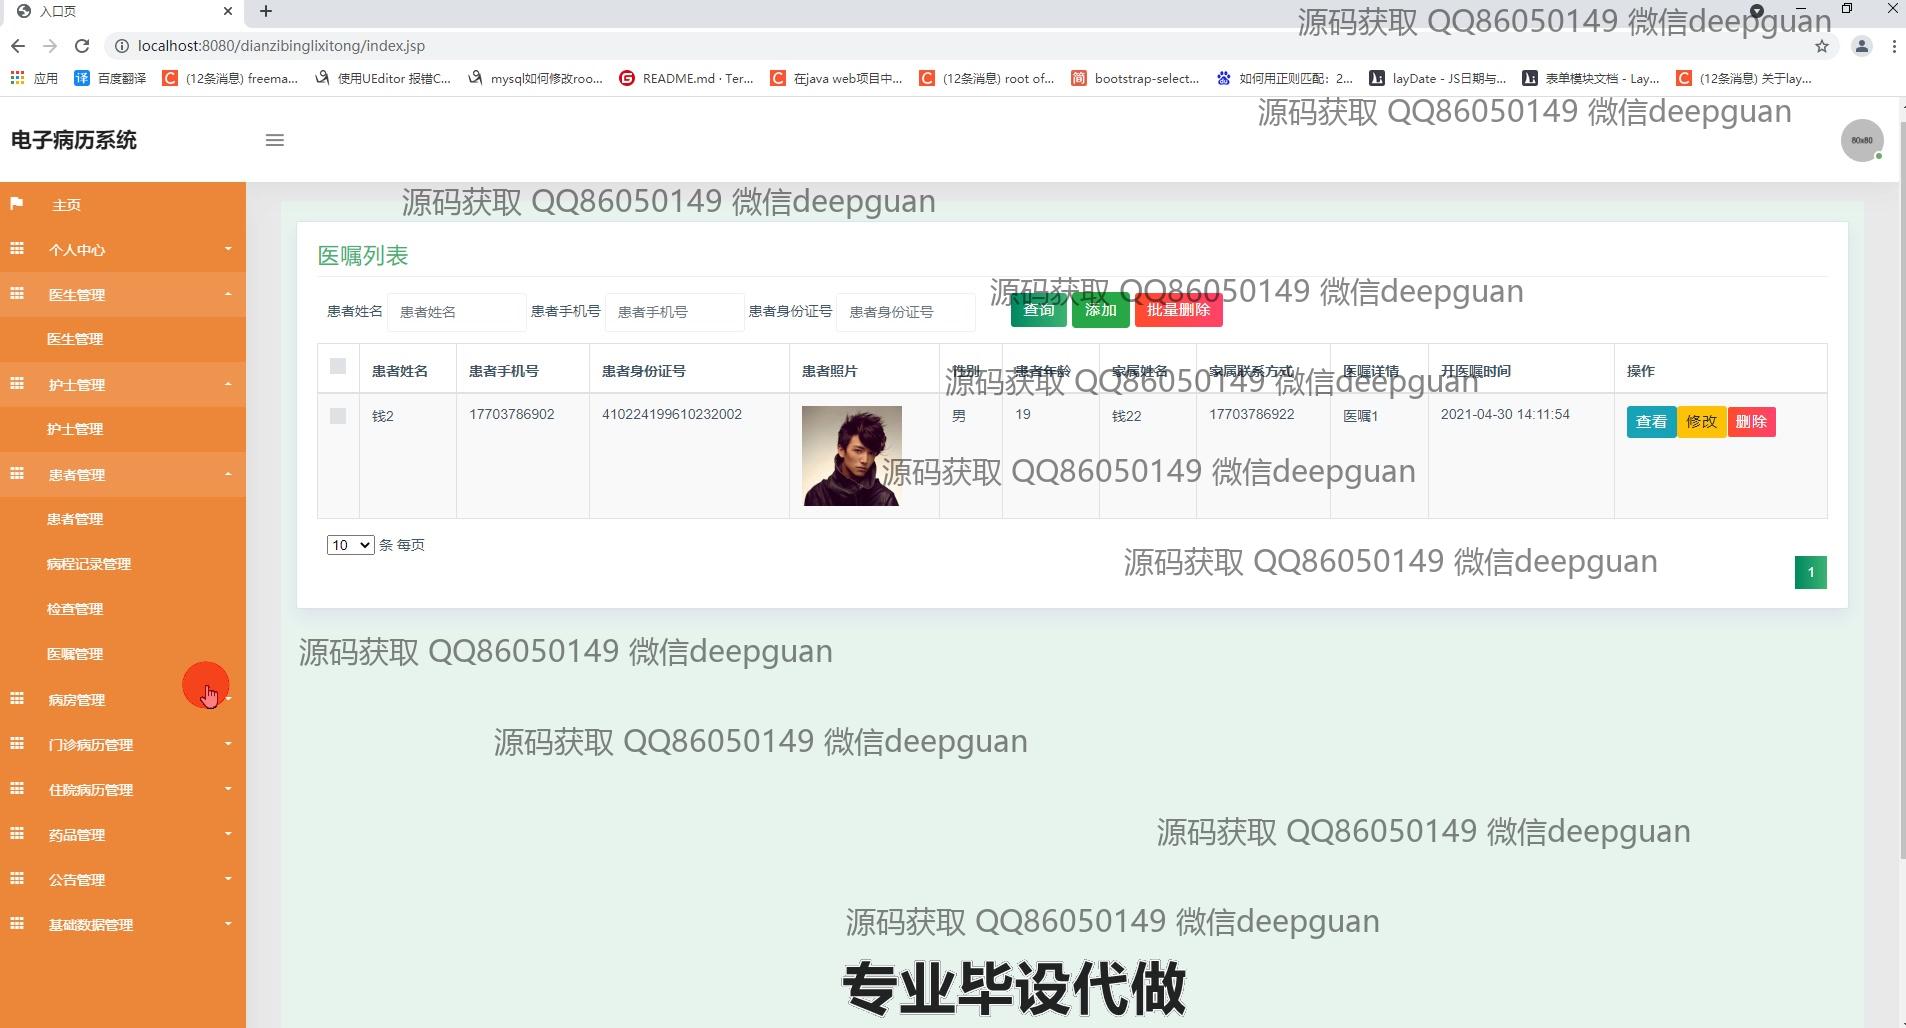 入口页
源码获取 QQ86050149 微信deepguan
localhost:8080/dianzibinglixitong/index.jsp
应用
百度翻译
(12条消息) freema...
使用UEditor 报错C...
mysql如何修改roo...
README.md · Ter...
在java web项目中...
(12条消息) root of...
bootstrap-select...
如何用正则匹配：2...
layDate - JS日期与...
表单模块文档 - Lay...
(12条消息) 关于lay...
源码获取 QQ86050149 微信deepguan
电子病历系统
80x80
主页
个人中心
医生管理
医生管理
护士管理
护士管理
患者管理
患者管理
病程记录管理
检查管理
医嘱管理
病房管理
门诊病历管理
住院病历管理
药品管理
公告管理
基础数据管理
源码获取 QQ86050149 微信deepguan
医嘱列表
源码获取 QQ86050149 微信deepguan
患者姓名 患者姓名 患者手机号 患者手机号 患者身份证号 患者身份证号 查询 添加 批量删除
患者姓名 患者手机号 患者身份证号 患者照片 性别 患者年龄 家属姓名 家属联系方式 医嘱详情 开医嘱时间 操作
源码获取 QQ86050149 微信deepguan
钱2 17703786902 410224199610232002 男 19 钱22 17703786922 医嘱1 2021-04-30 14:11:54 查看 修改 删除
源码获取 QQ86050149 微信deepguan
10 条 每页
源码获取 QQ86050149 微信deepguan
1
源码获取 QQ86050149 微信deepguan
源码获取 QQ86050149 微信deepguan
源码获取 QQ86050149 微信deepguan
源码获取 QQ86050149 微信deepguan
专业毕设代做